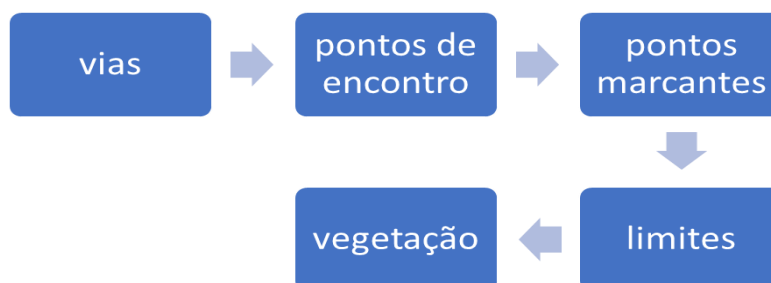 vias
pontos de
encontro
pontos
marcantes
limites
vegetação